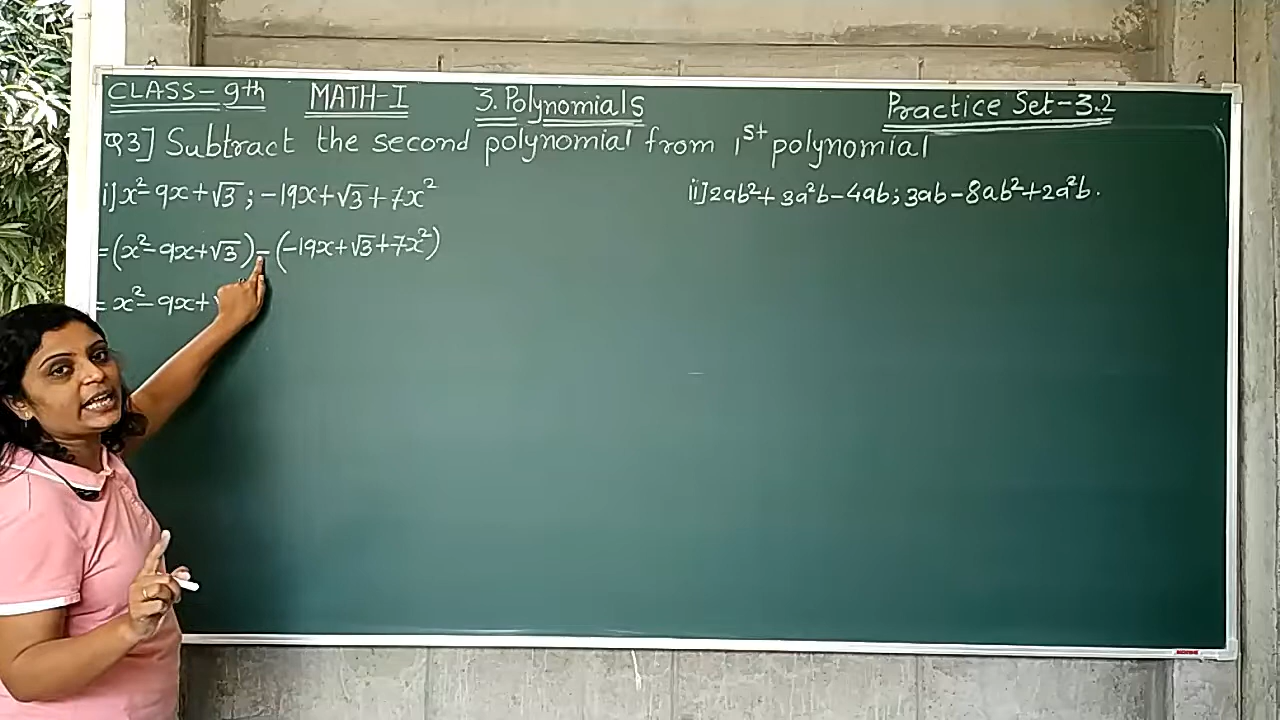 CLASS-9th MATH-I 3. Polynomials Practice Set-3.2
Q3] Subtract the second polynomial from 1st polynomial
i] x²-9x+√3; -19x+√3+7x² ii] 2ab²+3a²b-4ab; 3ab-8ab²+2a²b.
=(x²-9x+√3)-(-19x+√3+7x²)
= x²-9x+